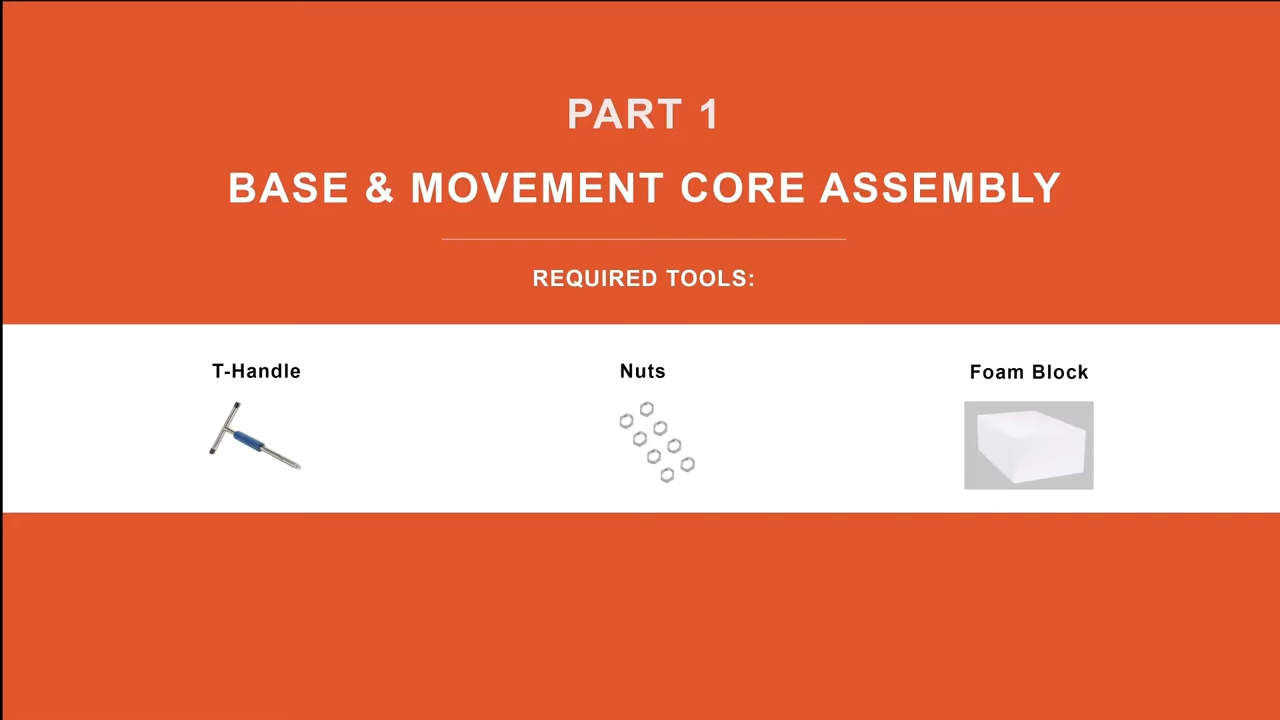 PART 1
BASE & MOVEMENT CORE ASSEMBLY
REQUIRED TOOLS:
T-Handle
Nuts
Foam Block